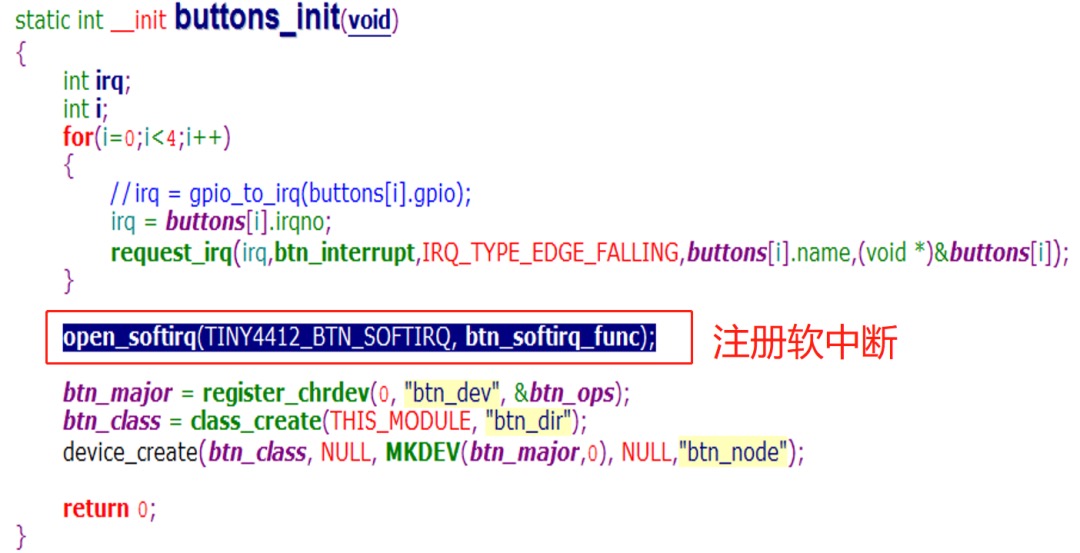 static int __init buttons_init(void)
{
int irq;
int i;
for(i=0;i<4;i++)
{
//irq = gpio_to_irq(buttons[i].gpio);
irq = buttons[i].irqno;
request_irq(irq,btn_interrupt,IRQ_TYPE_EDGE_FALLING,buttons[i].name,(void *)&buttons[i]);
}
open_softirq(TINY4412_BTN_SOFTIRQ, btn_softirq_func); 注册软中断
btn_major = register_chrdev(0, "btn_dev", &btn_ops);
btn_class = class_create(THIS_MODULE, "btn_dir");
device_create(btn_class, NULL, MKDEV(btn_major,0), NULL,"btn_node");
return 0;
}